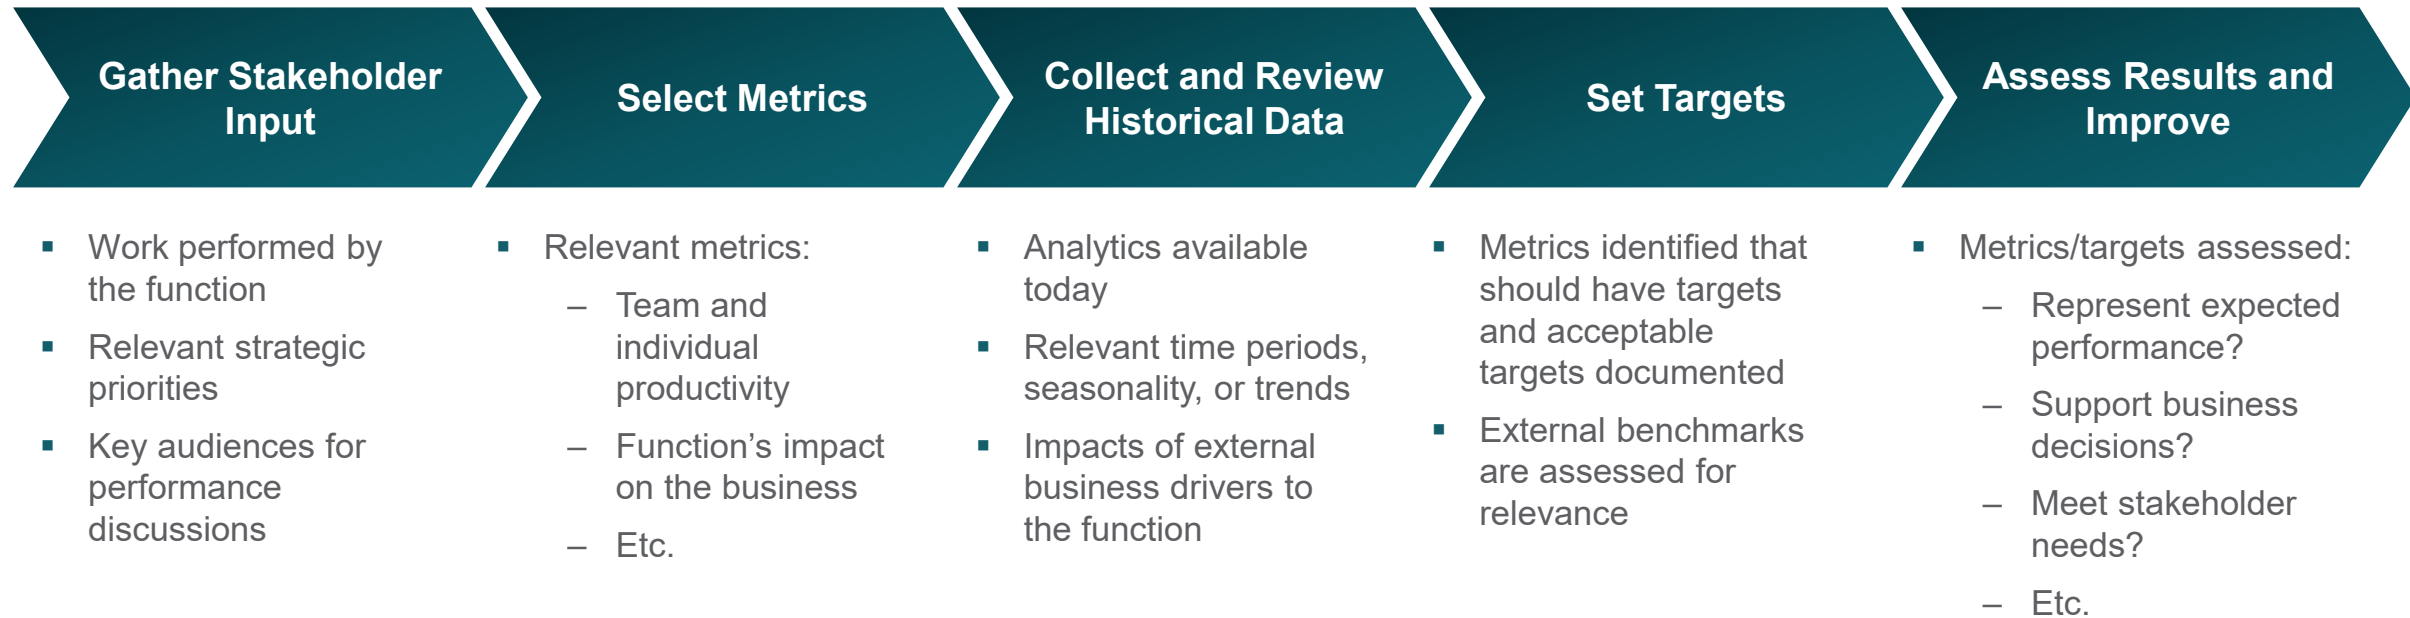 Gather Stakeholder
Input
Select Metrics
Collect and Review
Historical Data
Set Targets
Assess Results and
Improve
▪ Work performed by
the function
▪ Relevant strategic
priorities
▪ Key audiences for
performance
discussions
▪ Relevant metrics:
– Team and
individual
productivity
– Function’s impact
on the business
– Etc.
▪ Analytics available
today
▪ Relevant time periods,
seasonality, or trends
▪ Impacts of external
business drivers to
the function
▪ Metrics identified that
should have targets
and acceptable
targets documented
▪ External benchmarks
are assessed for
relevance
▪ Metrics/targets assessed:
– Represent expected
performance?
– Support business
decisions?
– Meet stakeholder
needs?
– Etc.